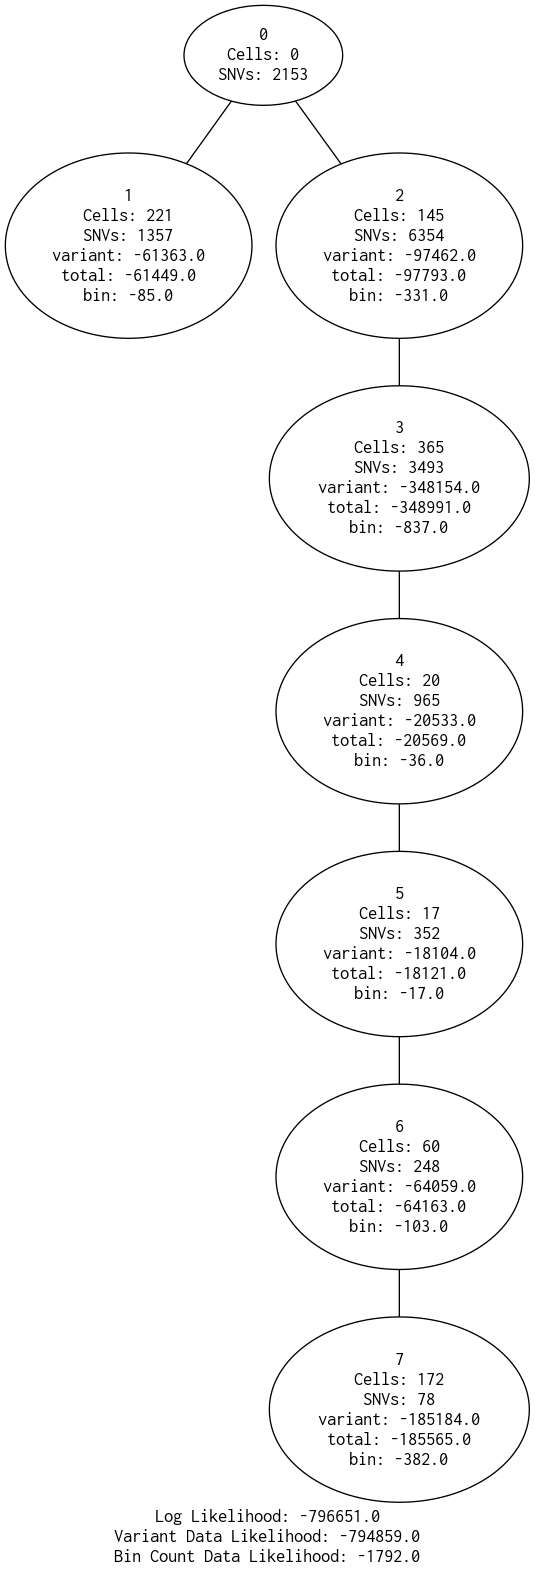 0
Cells: 0
SNVs: 2153
1
Cells: 221
SNVs: 1357
variant: -61363.0
total: -61449.0
bin: -85.0
2
Cells: 145
SNVs: 6354
variant: -97462.0
total: -97793.0
bin: -331.0
3
Cells: 365
SNVs: 3493
variant: -348154.0
total: -348991.0
bin: -837.0
4
Cells: 20
SNVs: 965
variant: -20533.0
total: -20569.0
bin: -36.0
5
Cells: 17
SNVs: 352
variant: -18104.0
total: -18121.0
bin: -17.0
6
Cells: 60
SNVs: 248
variant: -64059.0
total: -64163.0
bin: -103.0
7
Cells: 172
SNVs: 78
variant: -185184.0
total: -185565.0
bin: -382.0
Log Likelihood: -796651.0
Variant Data Likelihood: -794859.0
Bin Count Data Likelihood: -1792.0